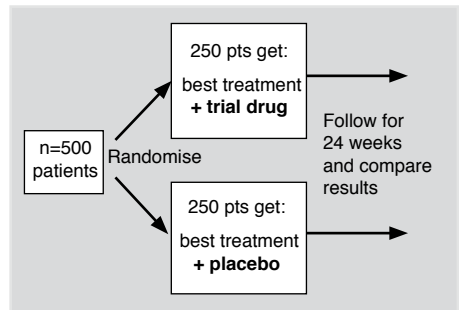 250 pts get:
best treatment
+ trial drug
n=500
patients
Randomise
Follow for
24 weeks
and compare
results
250 pts get:
best treatment
+ placebo